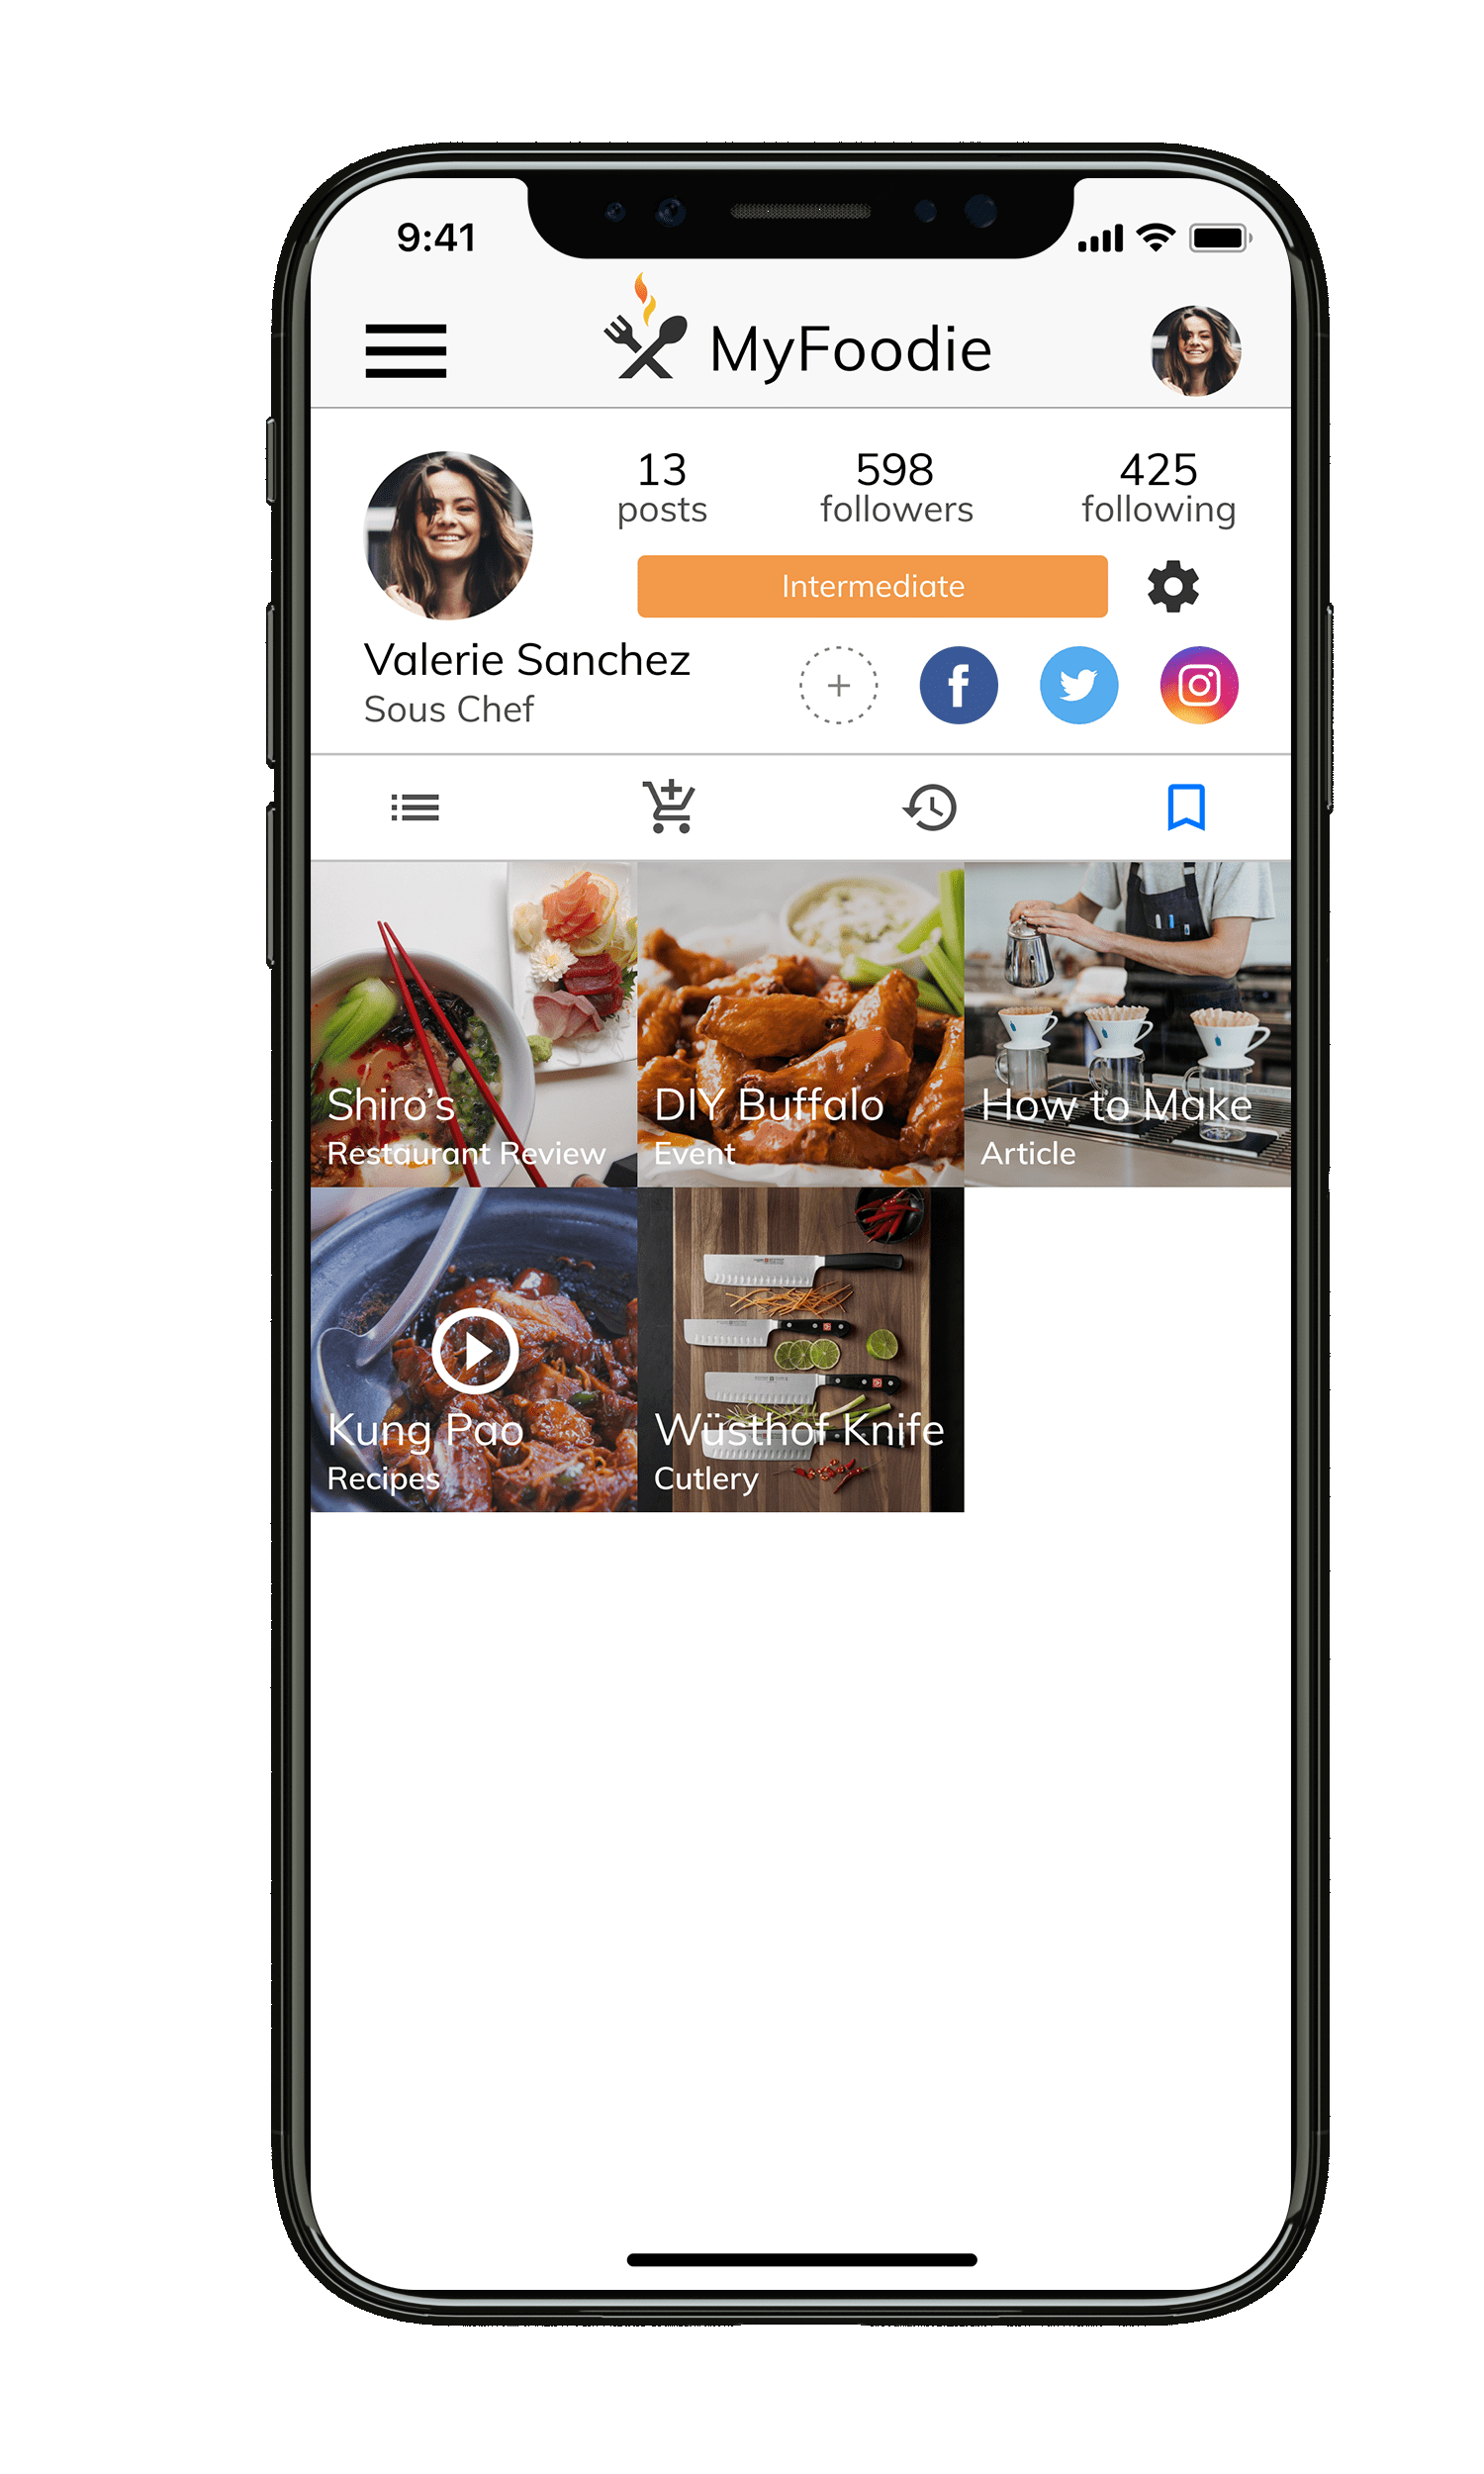 9:41
MyFoodie
13 598 425
posts followers following
Intermediate
Valerie Sanchez
Sous Chef
Shiro’s
Restaurant Review
DIY Buffalo
Event
How to Make
Article
Kung Pao
Recipes
Wüsthof Knife
Cutlery